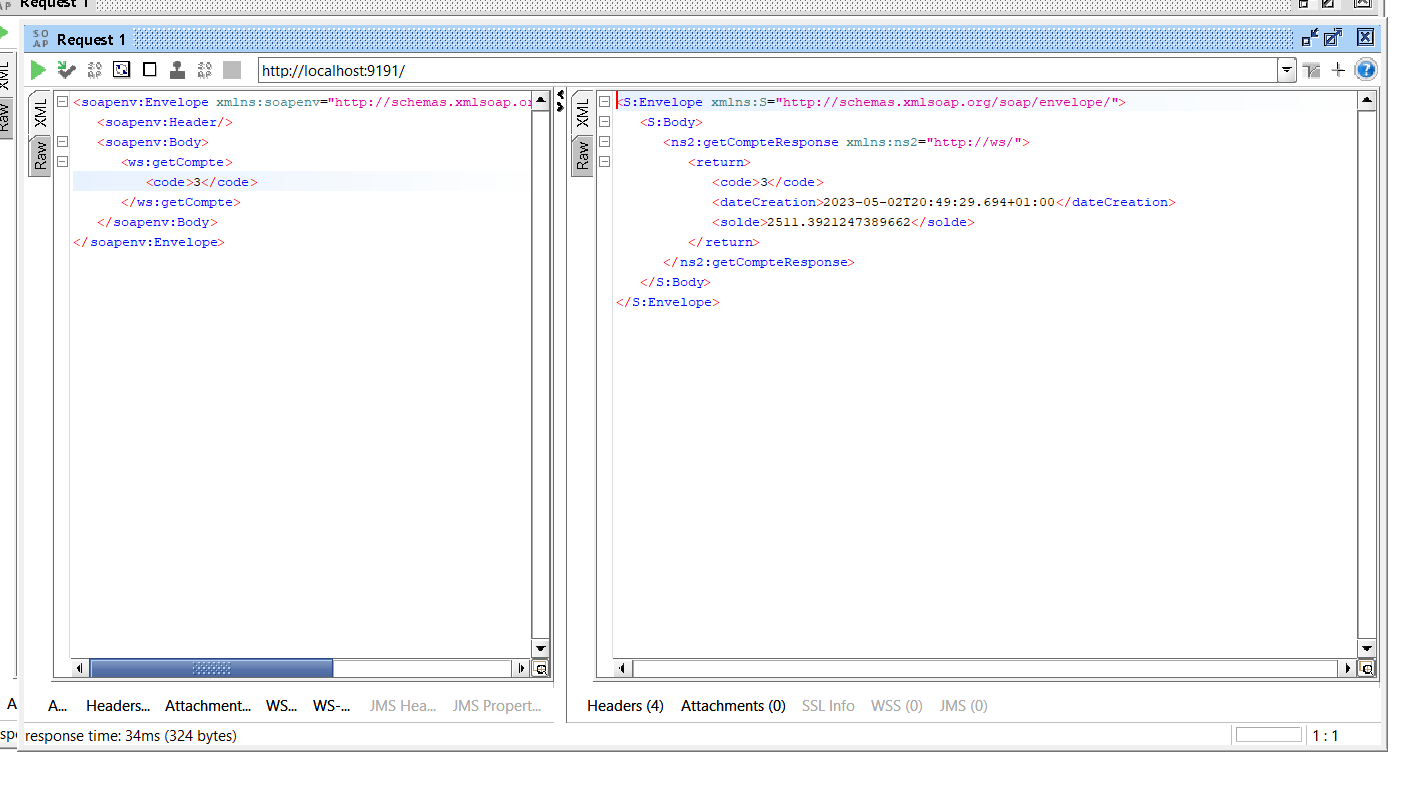 AP Request 1
SO
AP Request 1
http://localhost:9191/
XML
Raw
XML
Raw
<soapenv:Envelope xmlns:soapenv="http://schemas.xmlsoap.or
<soapenv:Header/>
<soapenv:Body>
<ws:getCompte>
<code>3</code>
</ws:getCompte>
</soapenv:Body>
</soapenv:Envelope>
XML
Raw
<S:Envelope xmlns:S="http://schemas.xmlsoap.org/soap/envelope/">
<S:Body>
<ns2:getCompteResponse xmlns:ns2="http://ws/">
<return>
<code>3</code>
<dateCreation>2023-05-02T20:49:29.694+01:00</dateCreation>
<solde>2511.3921247389662</solde>
</return>
</ns2:getCompteResponse>
</S:Body>
</S:Envelope>
A A... Headers... Attachment... WS... WS-... JMS Hea... JMS Propert...
Headers (4) Attachments (0) SSL Info WSS (0) JMS (0)
response time: 34ms (324 bytes)
1 : 1